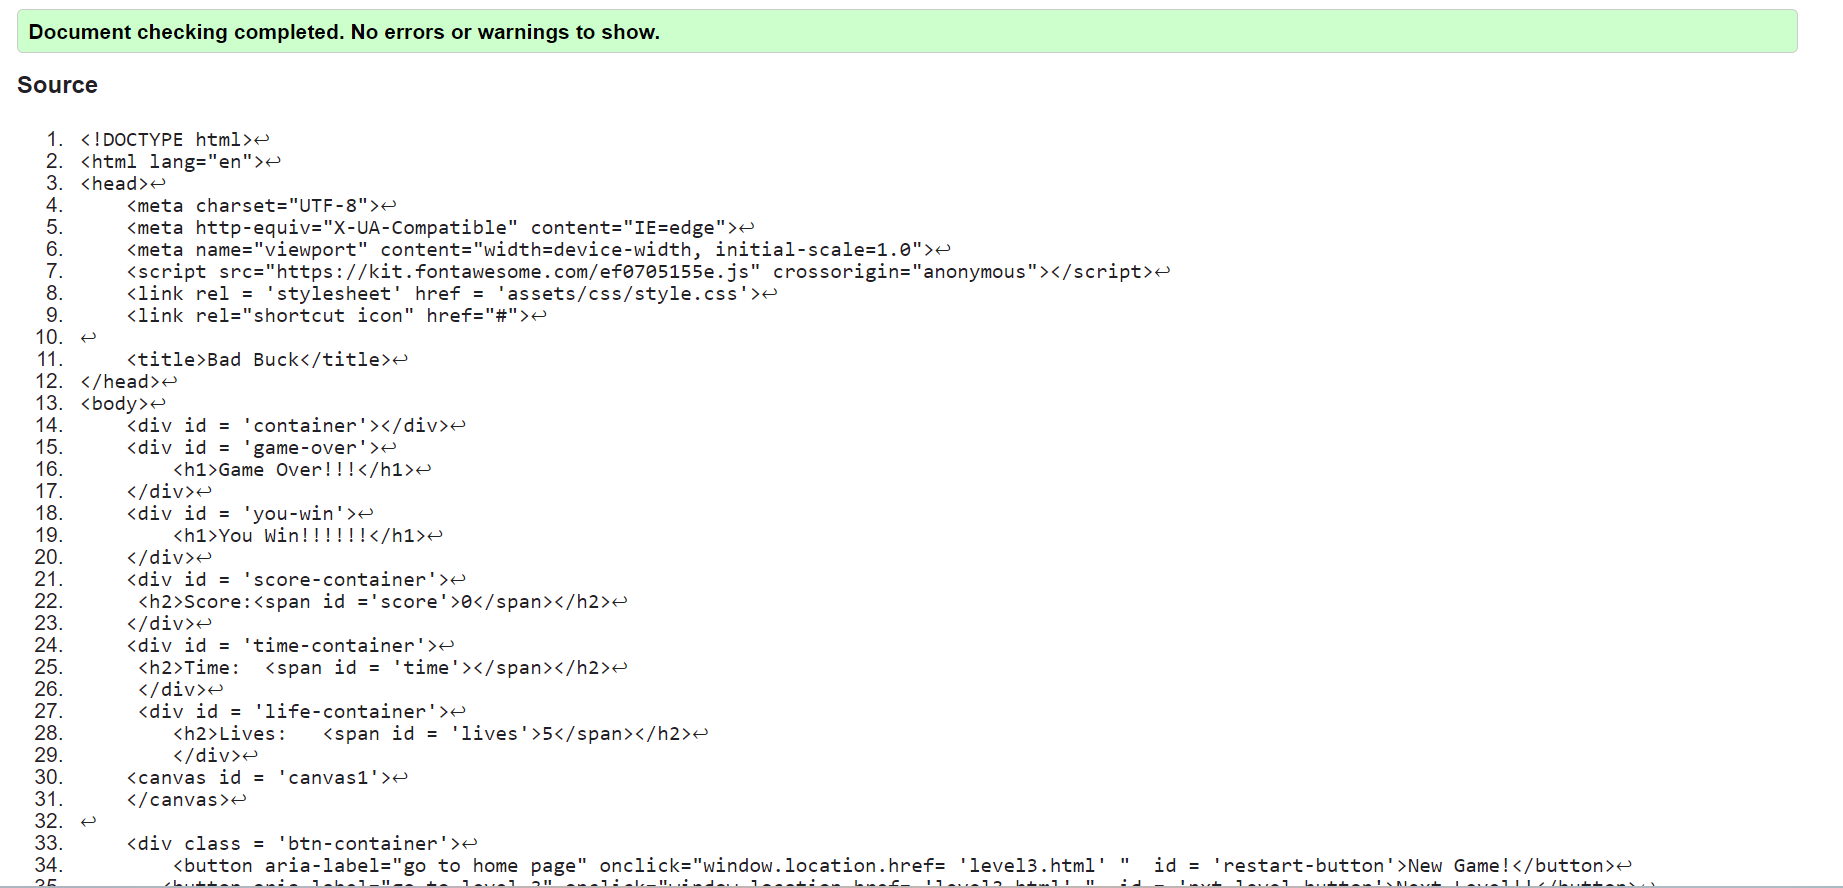 Document checking completed. No errors or warnings to show.
Source
1. <!DOCTYPE html>↩
2. <html lang="en">↩
3. <head>↩
4.     <meta charset="UTF-8">↩
5.     <meta http-equiv="X-UA-Compatible" content="IE=edge">↩
6.     <meta name="viewport" content="width=device-width, initial-scale=1.0">↩
7.     <script src="https://kit.fontawesome.com/ef0705155e.js" crossorigin="anonymous"></script>↩
8.     <link rel = 'stylesheet' href = 'assets/css/style.css'>↩
9.     <link rel="shortcut icon" href="#">↩
10. ↩
11.     <title>Bad Buck</title>↩
12. </head>↩
13. <body>↩
14.     <div id = 'container'></div>↩
15.     <div id = 'game-over'>↩
16.         <h1>Game Over!!!</h1>↩
17.     </div>↩
18.     <div id = 'you-win'>↩
19.         <h1>You Win!!!!!!</h1>↩
20.     </div>↩
21.     <div id = 'score-container'>↩
22.      <h2>Score:<span id ='score'>0</span></h2>↩
23.     </div>↩
24.     <div id = 'time-container'>↩
25.      <h2>Time:  <span id = 'time'></span></h2>↩
26.      </div>↩
27.      <div id = 'life-container'>↩
28.         <h2>Lives:   <span id = 'lives'>5</span></h2>↩
29.         </div>↩
30.     <canvas id = 'canvas1'>↩
31.     </canvas>↩
32. ↩
33.     <div class = 'btn-container'>↩
34.         <button aria-label="go to home page" onclick="window.location.href= 'level3.html' "  id = 'restart-button'>New Game!</button>↩